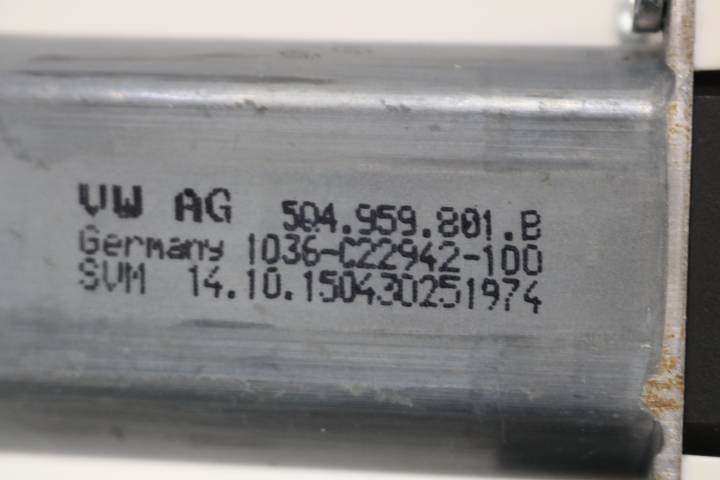 VW AG 5Q4.959.801.B
Germany 1036-C22942-100
SVM 14.10.150430251974